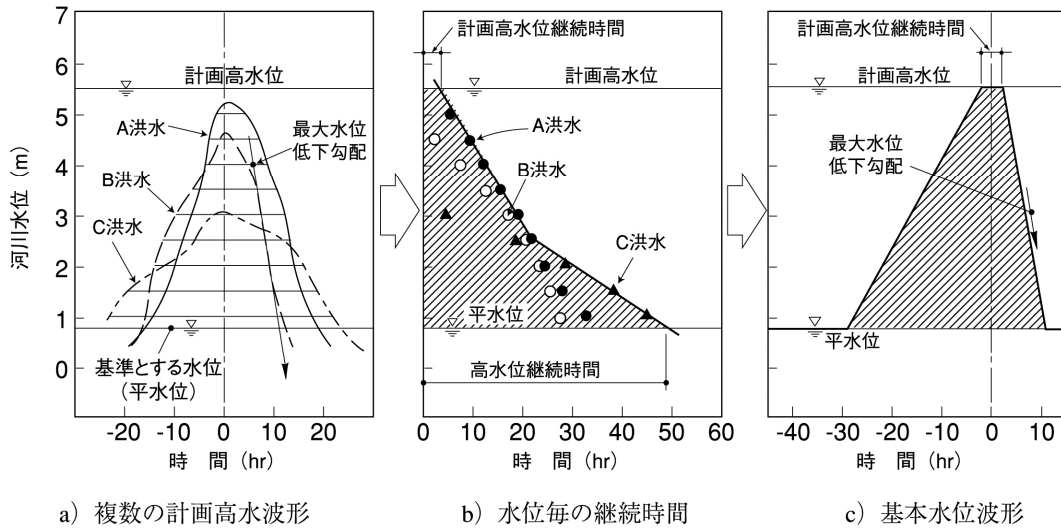 7
6
5
4
3
2
1
0
河川水位（m）
計画高水位
A洪水
B洪水
C洪水
最大水位
低下勾配
基準とする水位
（平水位）
-20 -10 0 10 20
時　間（hr）
a）複数の計画高水波形
計画高水位継続時間
計画高水位
A洪水
B洪水
C洪水
平水位
高水位継続時間
0 10 20 30 40 50 60
時　間（hr）
b）水位毎の継続時間
計画高水位継続時間
計画高水位
最大水位
低下勾配
平水位
-40 -30 -20 -10 0 10
時　間（hr）
c）基本水位波形